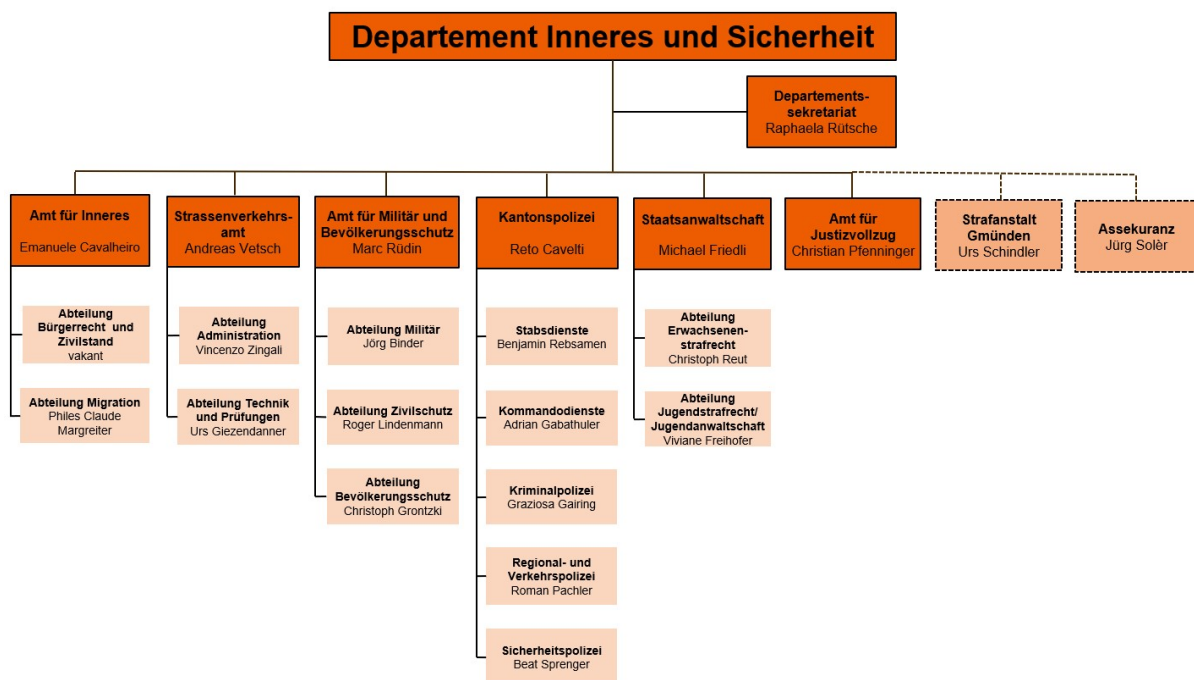 Departement Inneres und Sicherheit
Departements-
sekretariat
Raphaela Rütsche
Amt für Inneres
Emanuele Cavalheiro
Strassenverkehrs-
amt
Andreas Vetsch
Amt für Militär und
Bevölkerungsschutz
Marc Rüdin
Kantonspolizei
Reto Cavelti
Staatsanwaltschaft
Michael Friedli
Amt für
Justizvollzug
Christian Pfenninger
Strafanstalt
Gmünden
Urs Schindler
Assekuranz
Jürg Solèr
Abteilung
Bürgerrecht und
Zivilstand
vakant
Abteilung Migration
Philes Claude
Margreiter
Abteilung
Administration
Vincenzo Zingali
Abteilung Technik
und Prüfungen
Urs Giezendanner
Abteilung Militär
Jörg Binder
Abteilung Zivilschutz
Roger Lindenmann
Abteilung
Bevölkerungsschutz
Christoph Grontzki
Stabsdienste
Benjamin Rebsamen
Kommandodienste
Adrian Gabathuler
Kriminalpolizei
Graziosa Gairing
Regional- und
Verkehrspolizei
Roman Pachler
Sicherheitspolizei
Beat Sprenger
Abteilung
Erwachsenen-
strafrecht
Christoph Reut
Abteilung
Jugendstrafrecht/
Jugendanwaltschaft
Viviane Freihofer